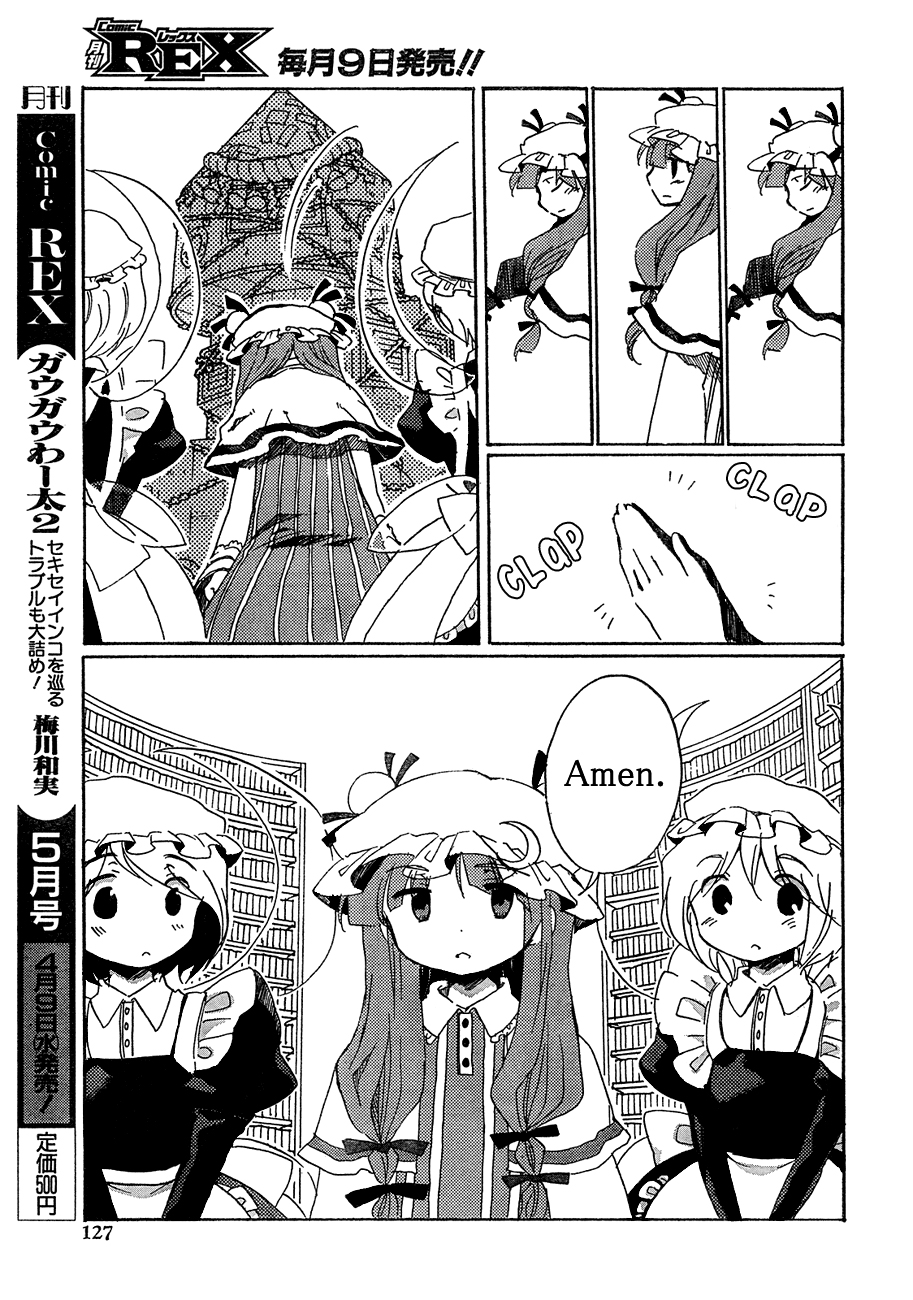 Comic
月刊 REX レックス
毎月9日発売!!
月刊
Comic REX
ガウガウわー太2
セキセイインコを巡る
トラブルも大詰め!
梅川和実
5月号
4月9日(水)発売!
定価500円
CLAP
CLAP
Amen.
127